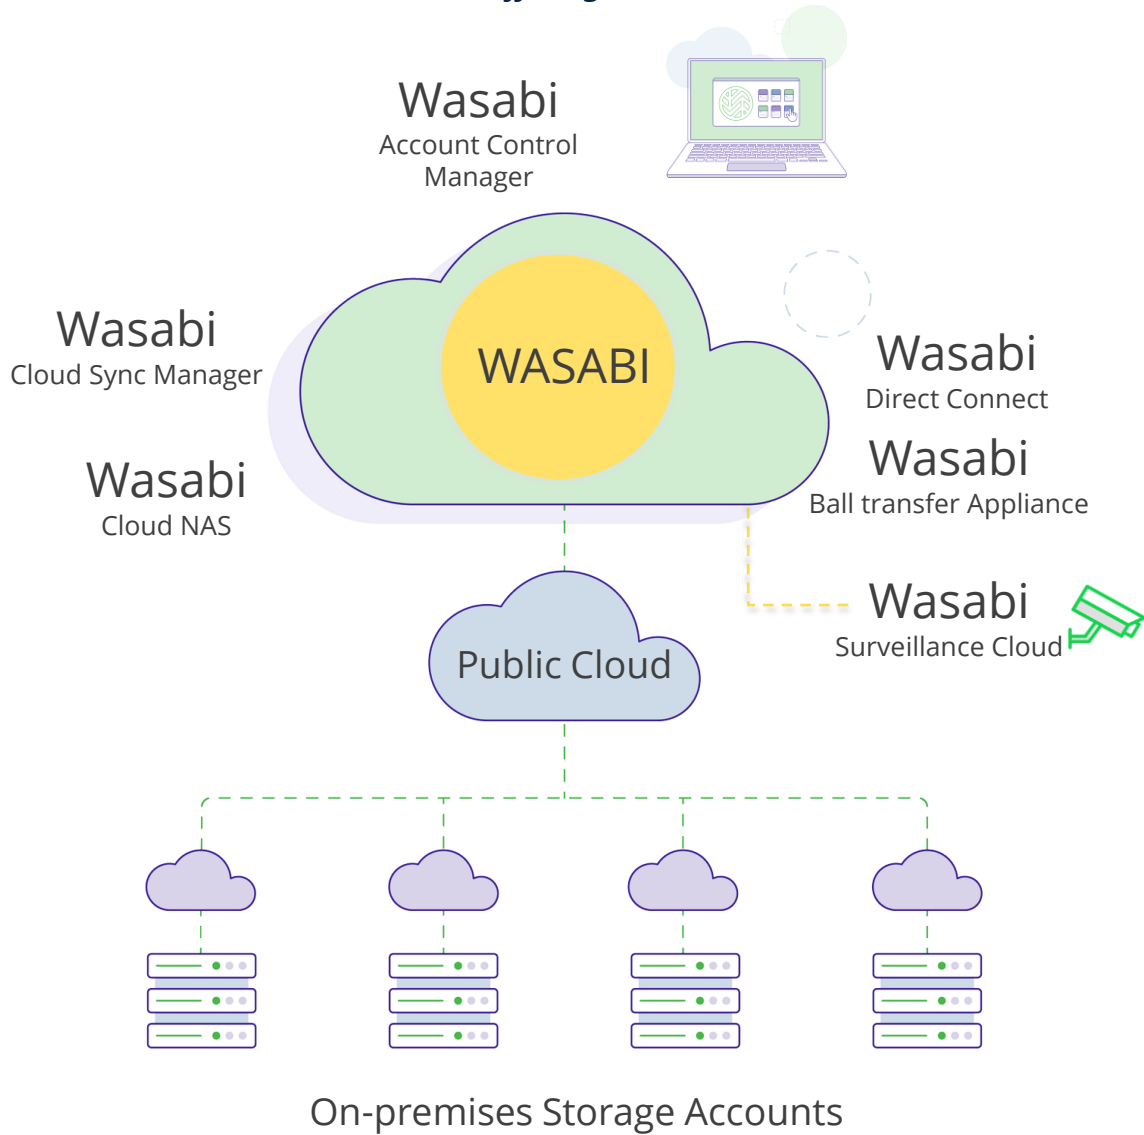 Wasabi
Account Control
Manager
Wasabi
Cloud Sync Manager
WASABI
Wasabi
Direct Connect
Wasabi
Cloud NAS
Wasabi
Ball transfer Appliance
Wasabi
Surveillance Cloud
Public Cloud
On-premises Storage Accounts